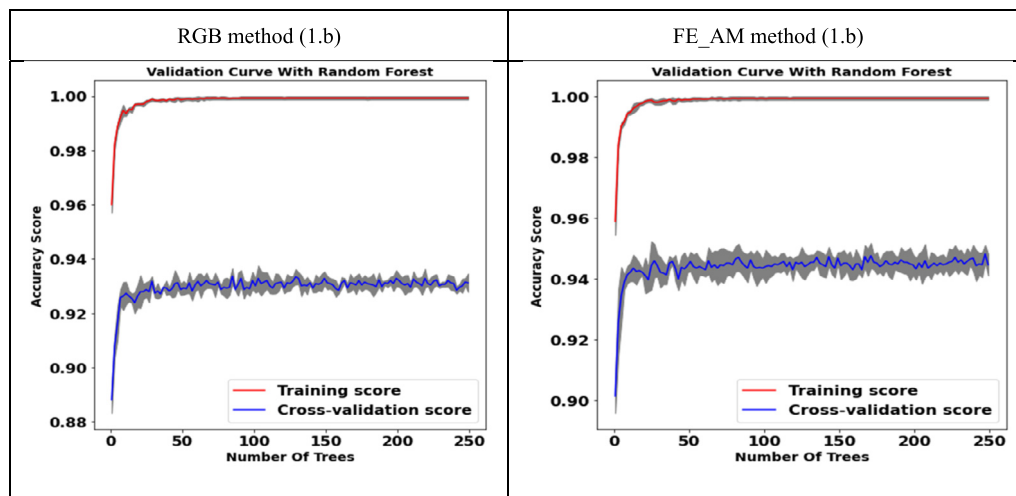 RGB method (1.b)
FE_AM method (1.b)
Validation Curve With Random Forest
Accuracy Score
1.00
0.98
0.96
0.94
0.92
0.90
0.88
0 50 100 150 200 250
Number Of Trees
Training score
Cross-validation score
Validation Curve With Random Forest
Accuracy Score
1.00
0.98
0.96
0.94
0.92
0.90
0 50 100 150 200 250
Number Of Trees
Training score
Cross-validation score